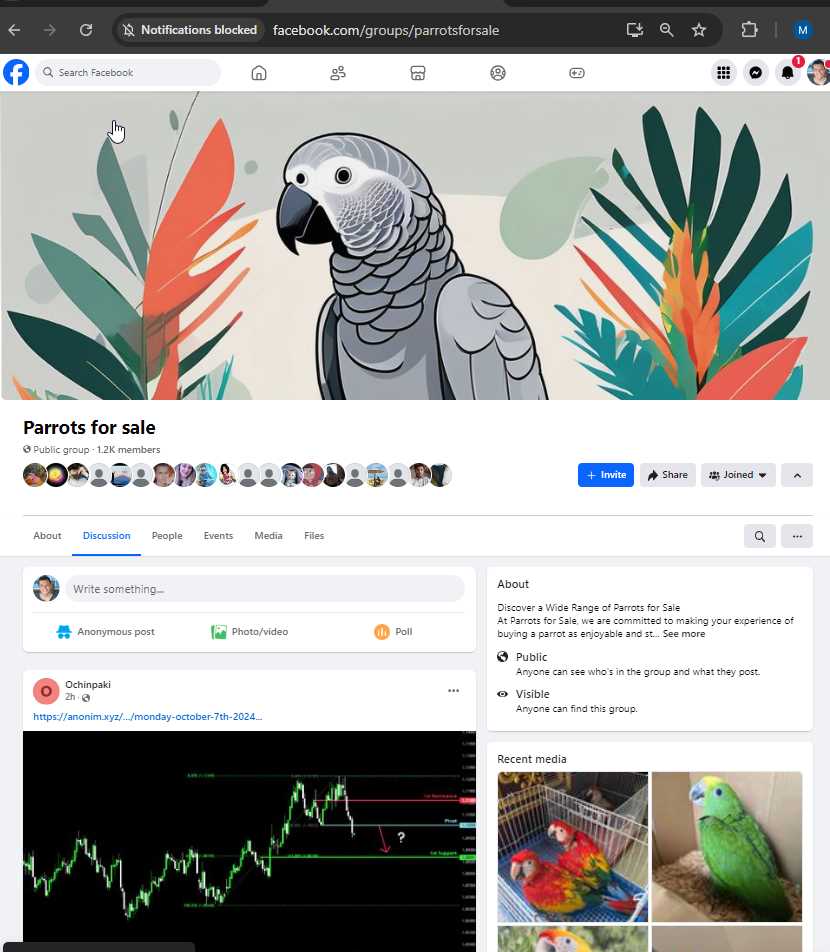 Notifications blocked
facebook.com/groups/parrotsforsale
M
Search Facebook
1
Parrots for sale
Public group · 1.2K members
+ Invite
Share
Joined
About
Discussion
People
Events
Media
Files
Write something...
Anonymous post
Photo/video
Poll
About
Discover a Wide Range of Parrots for Sale
At Parrots for Sale, we are committed to making your experience of
buying a parrot as enjoyable and st... See more
Public
Anyone can see who's in the group and what they post.
Visible
Anyone can find this group.
O
Ochinpaki
2h ·
https://anonim.xyz/.../monday-october-7th-2024...
Pivot
?
1st Support
Recent media